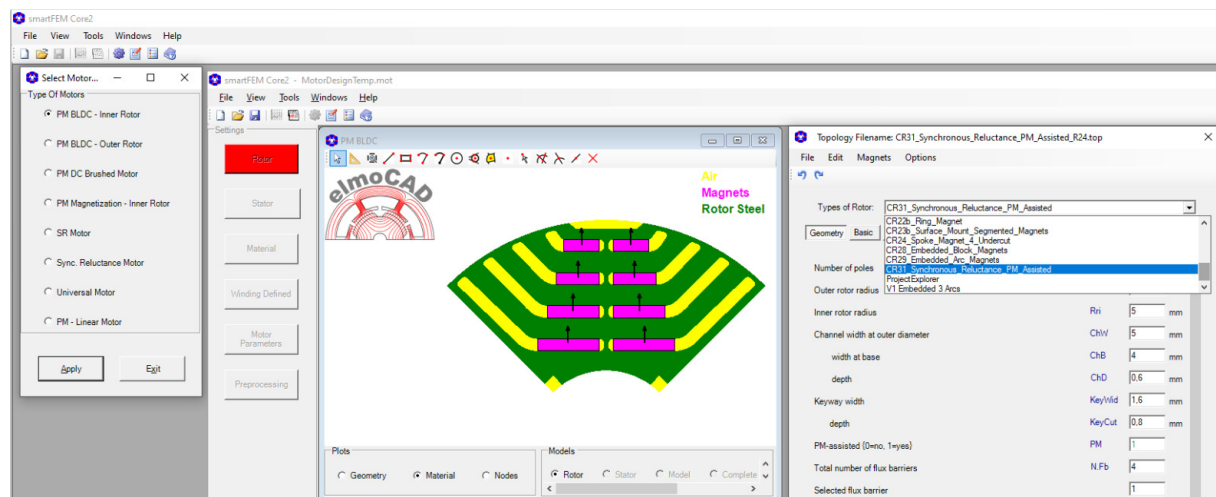 smartFEM Core2
File View Tools Windows Help
Select Motor...
Type Of Motors
PM BLDC - Inner Rotor
PM BLDC - Outer Rotor
PM DC Brushed Motor
PM Magnetization - Inner Rotor
SR Motor
Sync. Reluctance Motor
Universal Motor
PM - Linear Motor
Apply Exit
smartFEM Core2 - MotorDesignTemp.mot
File View Tools Windows Help
Settings
Rotor
Stator
Material
Winding Defined
Motor
Parameters
Preprocessing
PM BLDC
elmoCAD
Air
Magnets
Rotor Steel
Plots
Geometry Material Nodes
Models
Rotor Stator Model Complete
Topology Filename: CR31_Synchronous_Reluctance_PM_Assisted_R24.top
File Edit Magnets Options
Types of Rotor: CR31_Synchronous_Reluctance_PM_Assisted
CR22b_Ring_Magnet
CR23b_Surface_Mount_Segmented_Magnets
CR24_Spoke_Magnet_4_Undercut
CR28_Embedded_Block_Magnets
CR29_Embedded_Arc_Magnets
CR31_Synchronous_Reluctance_PM_Assisted
ProjectExplorer
V1 Embedded 3 Arcs
Geometry Basic
Number of poles
Outer rotor radius
Inner rotor radius Rri 5 mm
Channel width at outer diameter ChW 5 mm
width at base ChB 4 mm
depth ChD 0,6 mm
Keyway width KeyWid 1,6 mm
depth KeyCut 0,8 mm
PM-assisted {0=no, 1=yes} PM 1
Total number of flux barriers N.Fb 4
Selected flux barrier 1